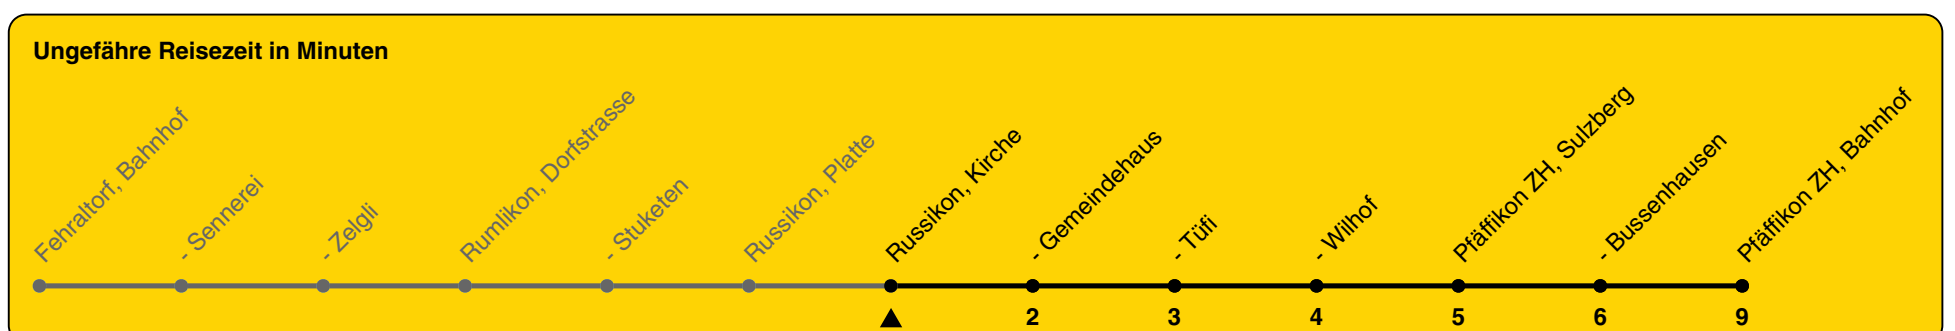 Ungefähre Reisezeit in Minuten
Fehraltorf, Bahnhof
- Sennerei
- Zelgli
Rumlikon, Dorfstrasse
- Stuketen
Russikon, Platte
Russikon, Kirche
- Gemeindehaus
- Tüfi
- Wilhof
Pfäffikon ZH, Sulzberg
- Bussenhausen
Pfäffikon ZH, Bahnhof
2 3 4 5 6 9